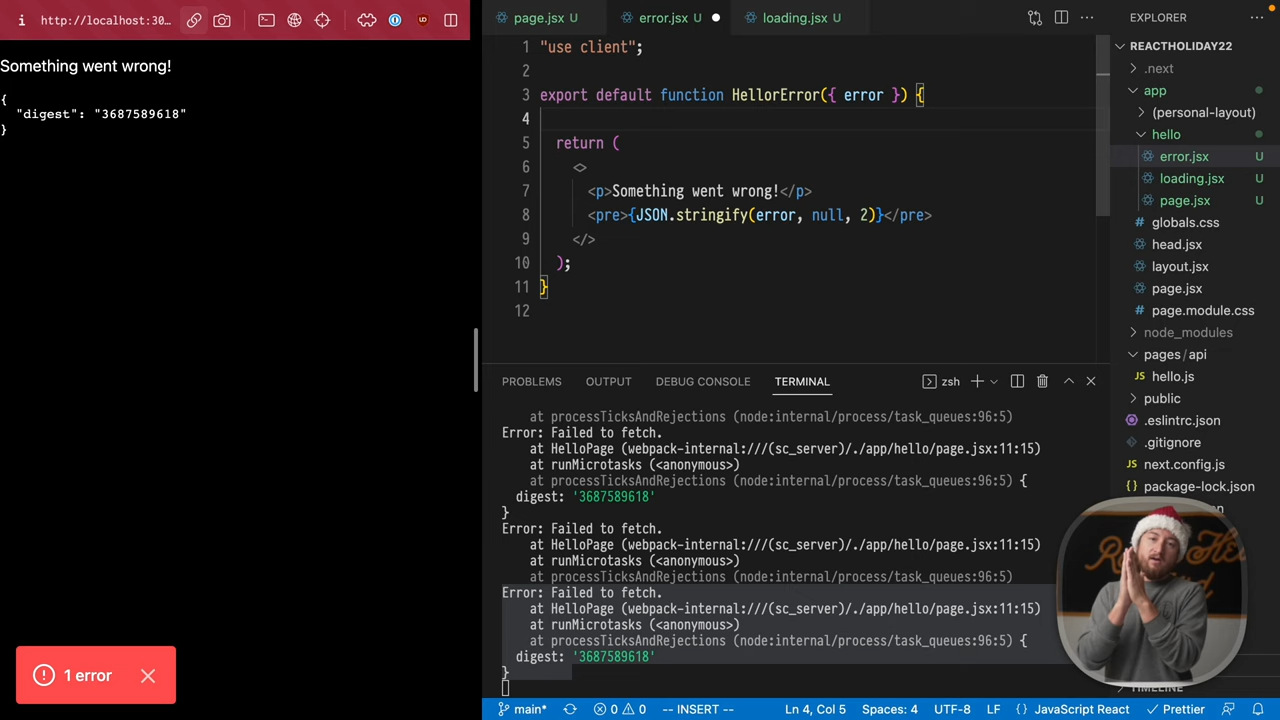 http://localhost:30...
Something went wrong!
{
"digest": "3687589618"
}
1 error
page.jsx U
error.jsx U
loading.jsx U
1 "use client";
2
3 export default function HellorError({ error }) {
4
5 return (
6 <>
7 <p>Something went wrong!</p>
8 <pre>{JSON.stringify(error, null, 2)}</pre>
9 </>
10 );
11 }
12
PROBLEMS OUTPUT DEBUG CONSOLE TERMINAL zsh
at processTicksAndRejections (node:internal/process/task_queues:96:5)
Error: Failed to fetch.
at HelloPage (webpack-internal:///(sc_server)/./app/hello/page.jsx:11:15)
at runMicrotasks (<anonymous>)
at processTicksAndRejections (node:internal/process/task_queues:96:5) {
digest: '3687589618'
}
Error: Failed to fetch.
at HelloPage (webpack-internal:///(sc_server)/./app/hello/page.jsx:11:15)
at runMicrotasks (<anonymous>)
at processTicksAndRejections (node:internal/process/task_queues:96:5)
Error: Failed to fetch.
at HelloPage (webpack-internal:///(sc_server)/./app/hello/page.jsx:11:15)
at runMicrotasks (<anonymous>)
at processTicksAndRejections (node:internal/process/task_queues:96:5) {
digest: '3687589618'
}
EXPLORER
REACTHOLIDAY22
.next
app
(personal-layout)
hello
error.jsx U
loading.jsx U
page.jsx U
globals.css
head.jsx
layout.jsx
page.jsx
page.module.css
node_modules
pages/api
hello.js
public
.eslintrc.json
.gitignore
next.config.js
package-lock.json
TIMELINE
main* 0 0 -- INSERT -- Ln 4, Col 5 Spaces: 4 UTF-8 LF {} JavaScript React Prettier